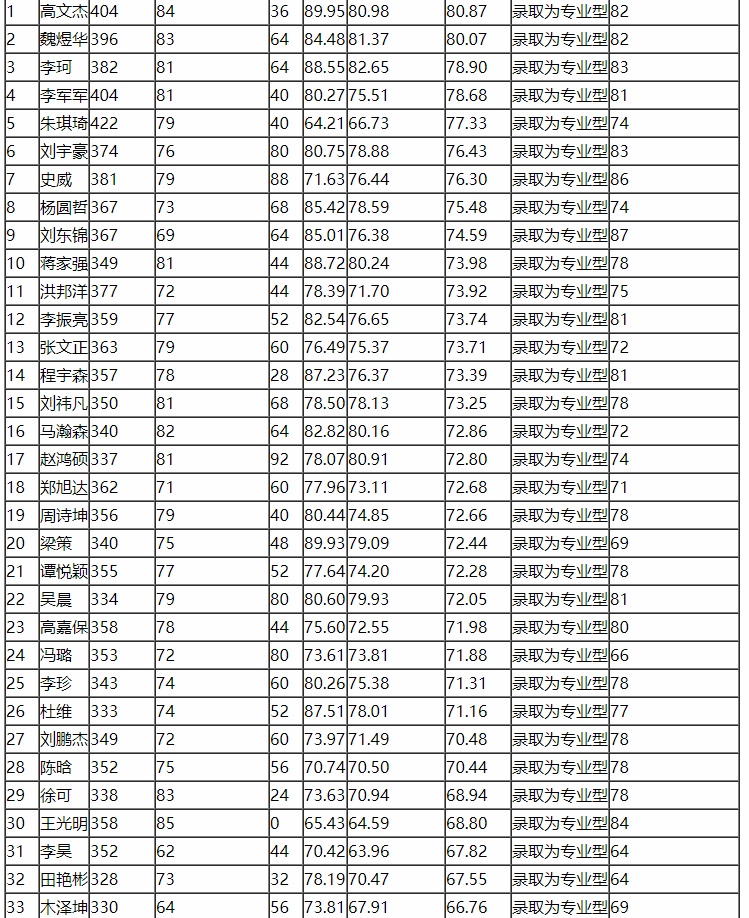 1 高文杰 404 84 36 89.95 80.98 80.87 录取为专业型 82
2 魏煜华 396 83 64 84.48 81.37 80.07 录取为专业型 82
3 李珂 382 81 64 88.55 82.65 78.90 录取为专业型 83
4 李军军 404 81 40 80.27 75.51 78.68 录取为专业型 81
5 朱琪琦 422 79 40 64.21 66.73 77.33 录取为专业型 74
6 刘宇豪 374 76 80 80.75 78.88 76.43 录取为专业型 83
7 史威 381 79 88 71.63 76.44 76.30 录取为专业型 86
8 杨圆哲 367 73 68 85.42 78.59 75.48 录取为专业型 74
9 刘东锦 367 69 64 85.01 76.38 74.59 录取为专业型 87
10 蒋家强 349 81 44 88.72 80.24 73.98 录取为专业型 78
11 洪邦洋 377 72 44 78.39 71.70 73.92 录取为专业型 75
12 李振亮 359 77 52 82.54 76.65 73.74 录取为专业型 81
13 张文正 363 79 60 76.49 75.37 73.71 录取为专业型 72
14 程宇森 357 78 28 87.23 76.37 73.39 录取为专业型 81
15 刘祎凡 350 81 68 78.50 78.13 73.25 录取为专业型 78
16 马瀚森 340 82 64 82.82 80.16 72.86 录取为专业型 72
17 赵鸿硕 337 81 92 78.07 80.91 72.80 录取为专业型 74
18 郑旭达 362 71 60 77.96 73.11 72.68 录取为专业型 71
19 周诗坤 356 79 40 80.44 74.85 72.66 录取为专业型 78
20 梁策 340 75 48 89.93 79.09 72.44 录取为专业型 69
21 谭悦颖 355 77 52 77.64 74.20 72.28 录取为专业型 78
22 吴晨 334 79 80 80.60 79.93 72.05 录取为专业型 81
23 高嘉保 358 78 44 75.60 72.55 71.98 录取为专业型 80
24 冯璐 353 72 80 73.61 73.81 71.88 录取为专业型 66
25 李珍 343 74 60 80.26 75.38 71.31 录取为专业型 78
26 杜维 333 74 52 87.51 78.01 71.16 录取为专业型 77
27 刘鹏杰 349 72 60 73.97 71.49 70.48 录取为专业型 78
28 陈晗 352 75 56 70.74 70.50 70.44 录取为专业型 78
29 徐可 338 83 24 73.63 70.94 68.94 录取为专业型 78
30 王光明 358 85 0 65.43 64.59 68.80 录取为专业型 84
31 李昊 352 62 44 70.42 63.96 67.82 录取为专业型 64
32 田艳彬 328 73 32 78.19 70.47 67.55 录取为专业型 64
33 木泽坤 330 64 56 73.81 67.91 66.76 录取为专业型 69